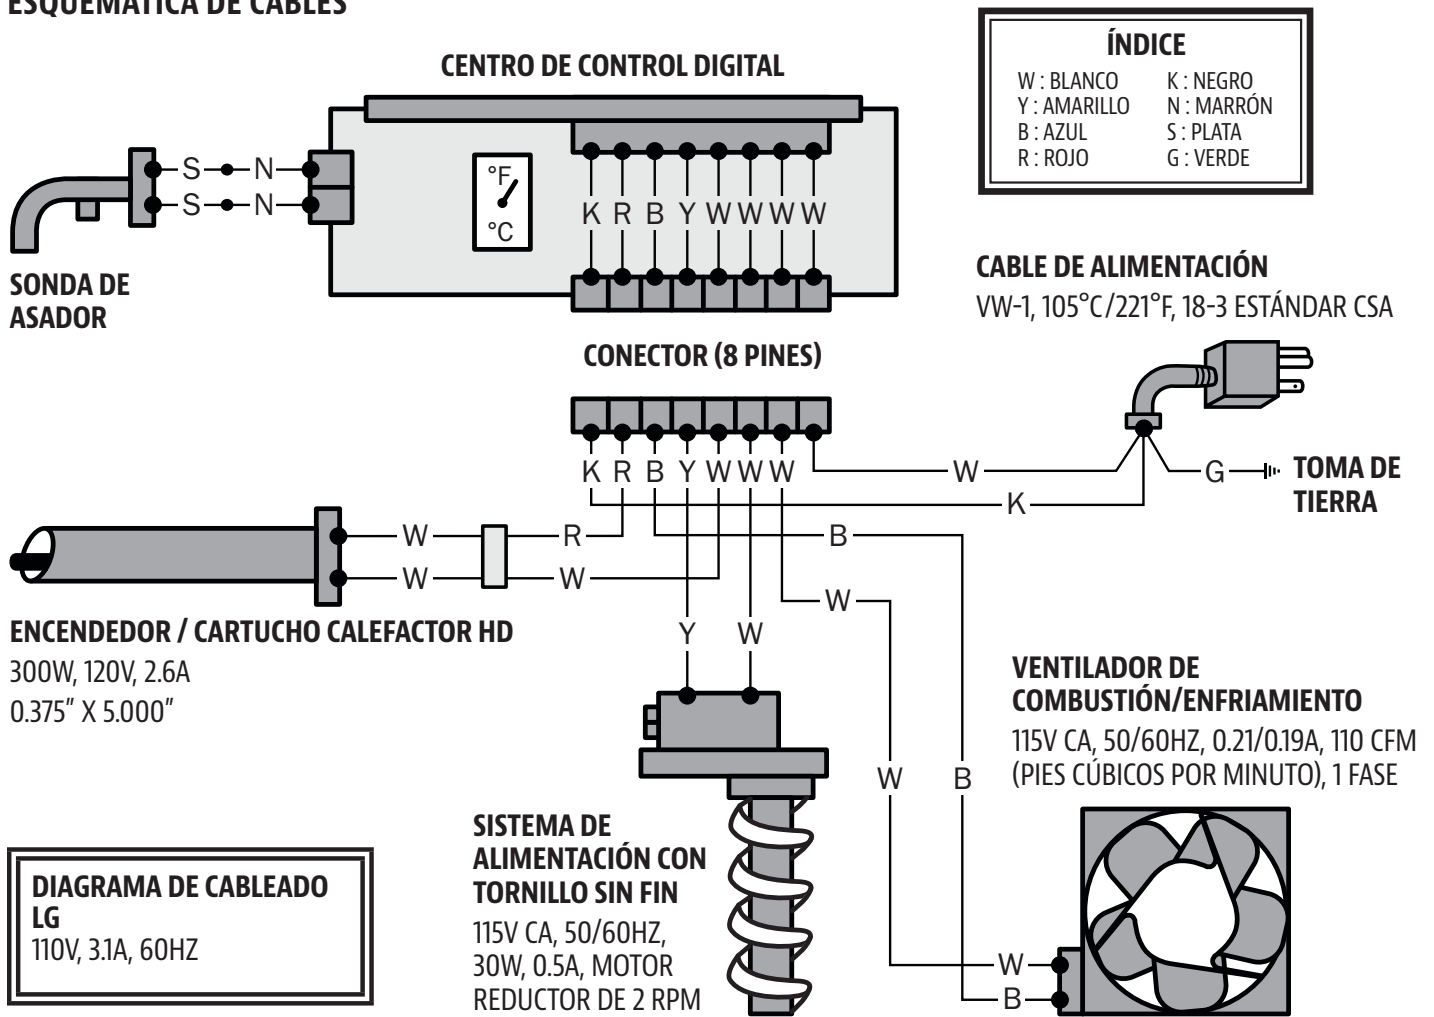 ESQUEMÁTICA DE CABLES
CENTRO DE CONTROL DIGITAL
ÍNDICE
W : BLANCO K : NEGRO
Y : AMARILLO N : MARRÓN
B : AZUL S : PLATA
R : ROJO G : VERDE
S N
S N
°F
°C
K R B Y W W W W
SONDA DE
ASADOR
CABLE DE ALIMENTACIÓN
VW-1, 105°C/221°F, 18-3 ESTÁNDAR CSA
CONECTOR (8 PINES)
K R B Y W W W
W
G
TOMA DE
TIERRA
K
W R
B
W W
W
ENCENDEDOR / CARTUCHO CALEFACTOR HD
300W, 120V, 2.6A
0.375" X 5.000"
Y W
VENTILADOR DE
COMBUSTIÓN/ENFRIAMIENTO
115V CA, 50/60HZ, 0.21/0.19A, 110 CFM
(PIES CÚBICOS POR MINUTO), 1 FASE
W B
SISTEMA DE
ALIMENTACIÓN CON
TORNILLO SIN FIN
115V CA, 50/60HZ,
30W, 0.5A, MOTOR
REDUCTOR DE 2 RPM
DIAGRAMA DE CABLEADO
LG
110V, 3.1A, 60HZ
W
B